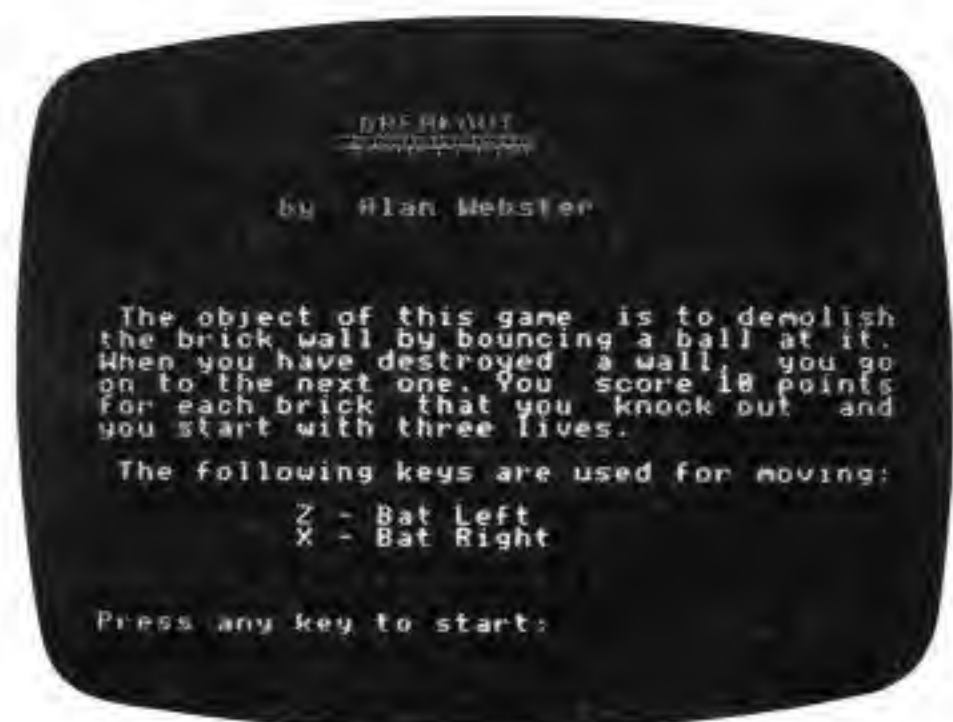 BREAKOUT
by Alan Webster
The object of this game is to demolish
the brick wall by bouncing a ball at it.
When you have destroyed a wall, you go
on to the next one. You score 10 points
for each brick that you knock out and
you start with three lives.
The following keys are used for moving:
Z - Bat Left
X - Bat Right
Press any key to start: